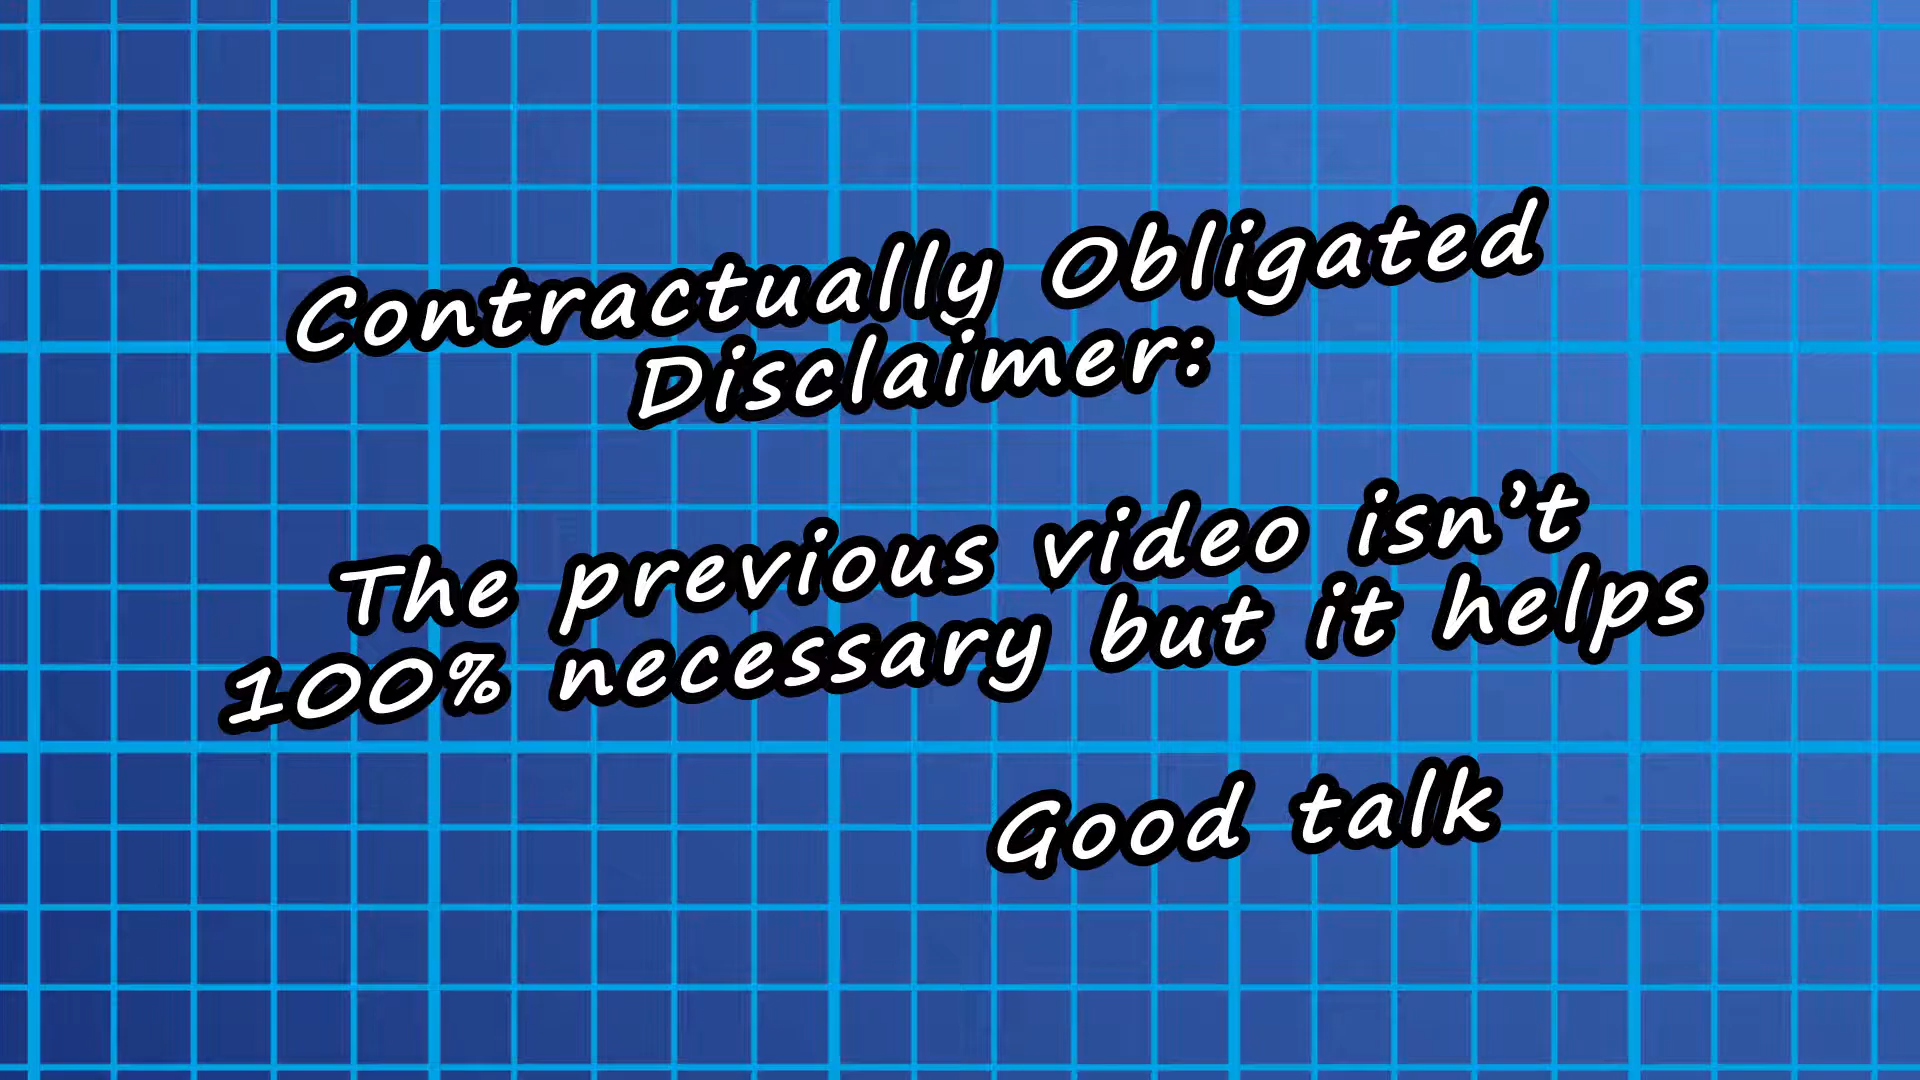 Contractually Obligated
Disclaimer:
The previous video isn’t
100% necessary but it helps
Good talk